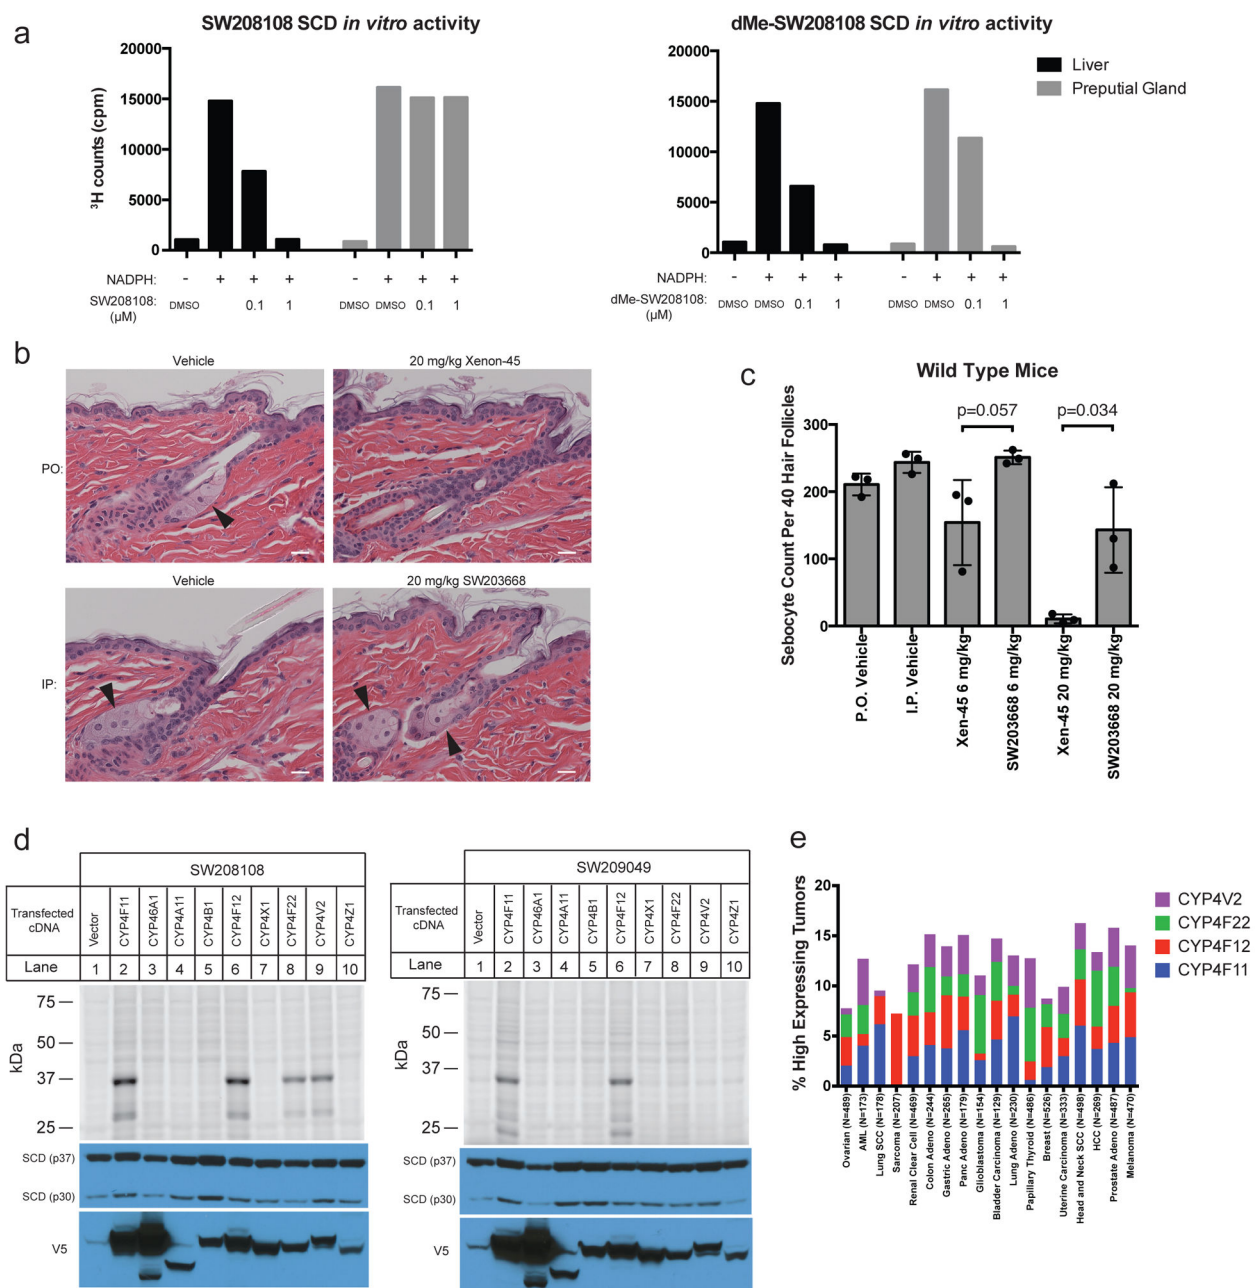 a
SW208108 SCD in vitro activity
20000
15000
10000
5000
0
³H counts (cpm)
NADPH: - + + + - + + +
SW208108: DMSO 0.1 1 DMSO DMSO 0.1 1
(µM)
dMe-SW208108 SCD in vitro activity
20000
15000
10000
5000
0
NADPH: - + + + - + + +
dMe-SW208108: DMSO DMSO 0.1 1 DMSO DMSO 0.1 1
(µM)
Liver
Preputial Gland
b
Vehicle
20 mg/kg Xenon-45
PO:
Vehicle
20 mg/kg SW203668
IP:
c
Wild Type Mice
p=0.057
p=0.034
Sebocyte Count Per 40 Hair Follicles
300
200
100
0
P.O. Vehicle
I.P. Vehicle
Xen-45 6 mg/kg
SW203668 6 mg/kg
Xen-45 20 mg/kg
SW203668 20 mg/kg
d
SW208108
Transfected
cDNA
Vector
CYP4F11
CYP46A1
CYP4A11
CYP4B1
CYP4F12
CYP4X1
CYP4F22
CYP4V2
CYP4Z1
Lane 1 2 3 4 5 6 7 8 9 10
kDa
75
50
37
25
SCD (p37)
SCD (p30)
V5
SW209049
Transfected
cDNA
Vector
CYP4F11
CYP46A1
CYP4A11
CYP4B1
CYP4F12
CYP4X1
CYP4F22
CYP4V2
CYP4Z1
Lane 1 2 3 4 5 6 7 8 9 10
kDa
75
50
37
25
SCD (p37)
SCD (p30)
V5
e
% High Expressing Tumors
20
15
10
5
0
CYP4V2
CYP4F22
CYP4F12
CYP4F11
Ovarian (N=489)
AML (N=173)
Lung SCC (N=178)
Sarcoma (N=207)
Renal Clear Cell (N=469)
Colon Adeno (N=244)
Gastric Adeno (N=265)
Panc Adeno (N=179)
Glioblastoma (N=154)
Bladder Carcinoma (N=129)
Lung Adeno (N=230)
Papillary Thyroid (N=486)
Breast (N=526)
Uterine Carcinoma (N=333)
Head and Neck SCC (N=498)
HCC (N=269)
Prostate Adeno (N=487)
Melanoma (N=470)